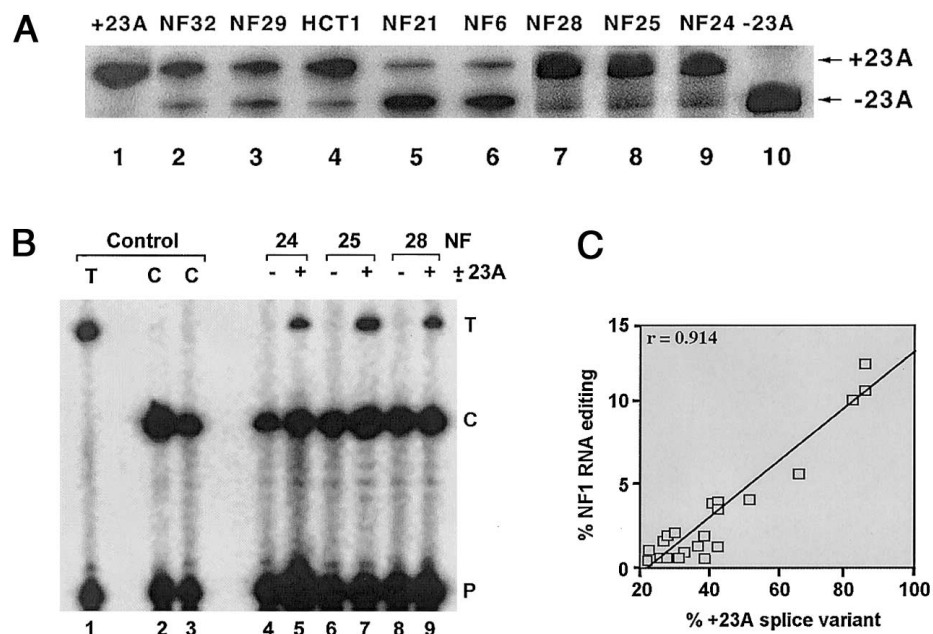 A
+23A NF32 NF29 HCT1 NF21 NF6 NF28 NF25 NF24 -23A
+23A
-23A
1 2 3 4 5 6 7 8 9 10
B
Control 24 25 28 NF
T C C - + - + - + ± 23A
T
C
P
1 2 3 4 5 6 7 8 9
C
r = 0.914
% NF1 RNA editing
15
10
5
0
20 40 60 80 100
% +23A splice variant